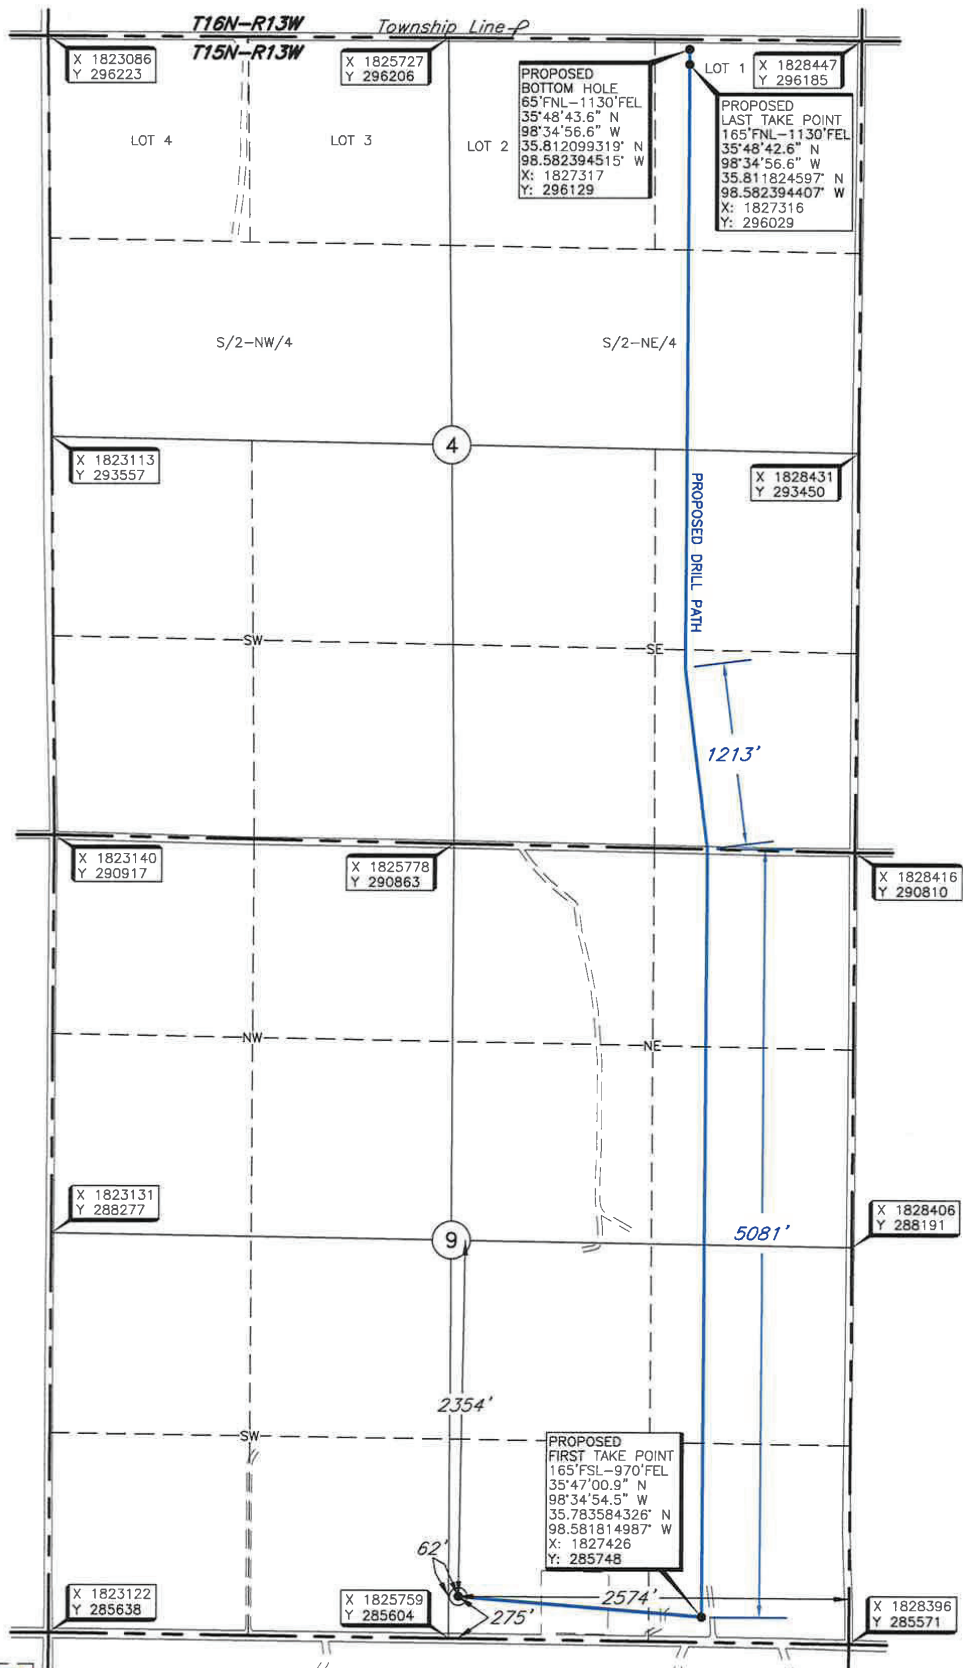 T16N-R13W
Township Line
T15N-R13W
X 1823086
Y 296223
X 1825727
Y 296206
X 1828447
Y 296185
LOT 4
LOT 3
LOT 2
LOT 1
PROPOSED
BOTTOM HOLE
65'FNL-1130'FEL
35°48'43.6" N
98°34'56.6" W
35.812099319° N
98.582394515° W
X: 1827317
Y: 296129
PROPOSED
LAST TAKE POINT
165'FNL-1130'FEL
35°48'42.6" N
98°34'56.6" W
35.811824597° N
98.582394407° W
X: 1827316
Y: 296029
S/2-NW/4
S/2-NE/4
4
X 1823113
Y 293557
X 1828431
Y 293450
PROPOSED DRILL PATH
SW
SE
1213'
X 1823140
Y 290917
X 1825778
Y 290863
X 1828416
Y 290810
NW
NE
X 1823131
Y 288277
X 1828406
Y 288191
9
5081'
2354'
SW
PROPOSED
FIRST TAKE POINT
165'FSL-970'FEL
35°47'00.9" N
98°34'54.5" W
35.783584326° N
98.581814987° W
X: 1827426
Y: 285748
62'
2574'
275'
X 1823122
Y 285638
X 1825759
Y 285604
X 1828396
Y 285571